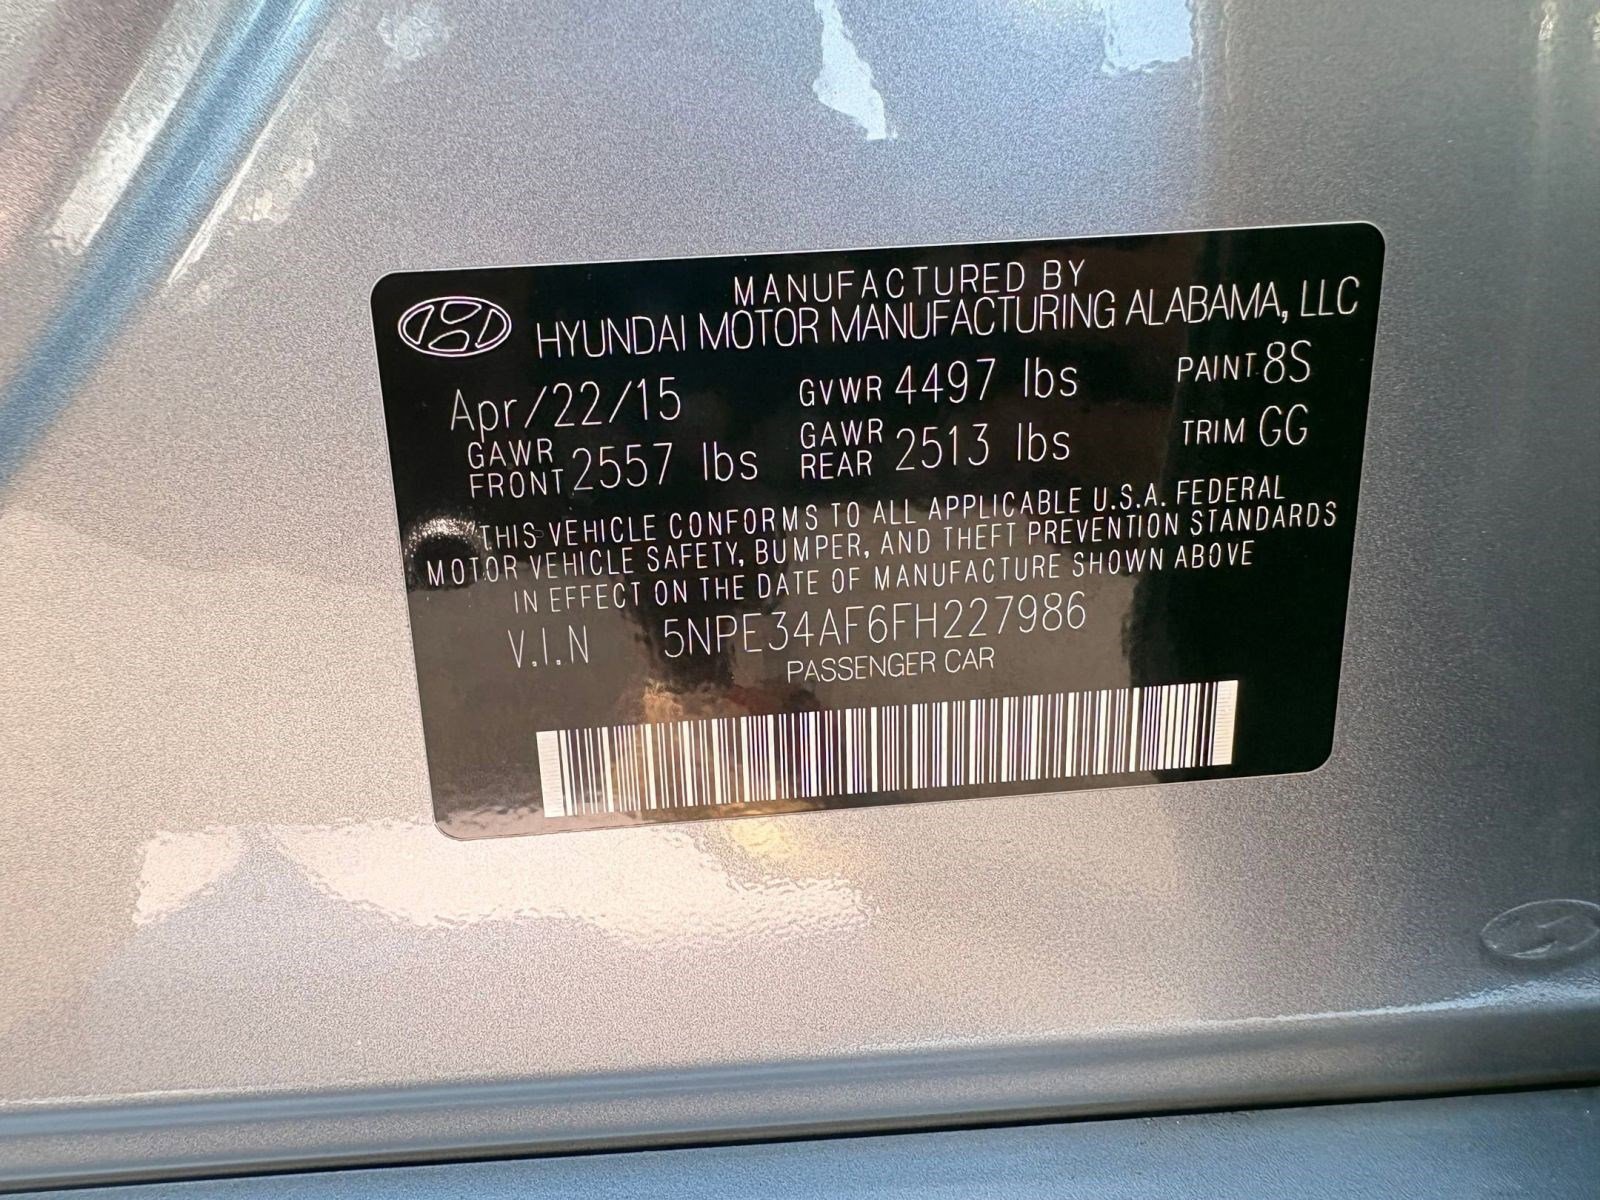 MANUFACTURED BY
HYUNDAI MOTOR MANUFACTURING ALABAMA, LLC
Apr/22/15 GVWR 4497 lbs PAINT 8S
GAWR FRONT 2557 lbs GAWR REAR 2513 lbs TRIM GG
THIS VEHICLE CONFORMS TO ALL APPLICABLE U.S.A. FEDERAL
MOTOR VEHICLE SAFETY, BUMPER, AND THEFT PREVENTION STANDARDS
IN EFFECT ON THE DATE OF MANUFACTURE SHOWN ABOVE
V.I.N 5NPE34AF6FH227986
PASSENGER CAR